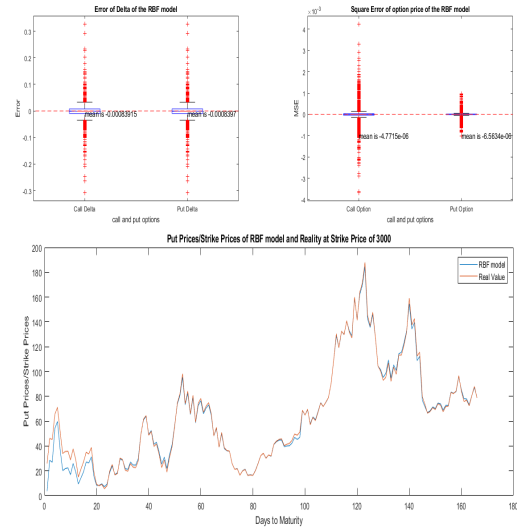 Error of Delta of the RBF model
0.3
0.2
0.1
0
-0.1
-0.2
-0.3
Error
mean is -0.00083915
mean is -0.0008397
Call Delta
Put Delta
call and put options
Square Error of option price of the RBF model
×10⁻³
4
3
2
1
0
-1
-2
-3
-4
MSE
mean is -4.7715e-06
mean is -6.5634e-06
Call Option
Put Option
call and put options
Put Prices/Strike Prices of RBF model and Reality at Strike Price of 3000
200
180
160
140
120
100
80
60
40
20
0
Put Prices/Strike Prices
RBF model
Real Value
0
20
40
60
80
100
120
140
160
180
Days to Maturity